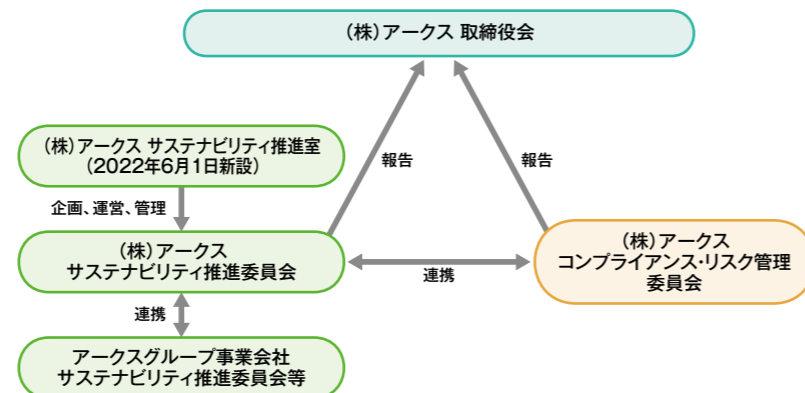 (株)アークス 取締役会
(株)アークス サステナビリティ推進室
(2022年6月1日新設)
報告
報告
企画、運営、管理
(株)アークス
サステナビリティ推進委員会
(株)アークス
コンプライアンス・リスク管理
委員会
連携
連携
アークスグループ事業会社
サステナビリティ推進委員会等